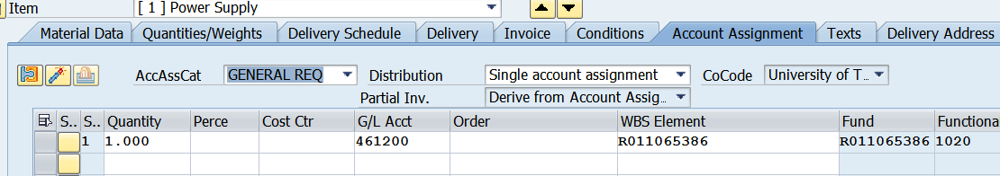 Item [ 1 ] Power Supply
Material Data Quantities/Weights Delivery Schedule Delivery Invoice Conditions Account Assignment Texts Delivery Address
AccAssCat GENERAL REQ Distribution Single account assignment CoCode University of T...
Partial Inv. Derive from Account Assig...
S.. S.. Quantity Perce Cost Ctr G/L Acct Order WBS Element Fund Functiona
1 1.000 461200 R011065386 R011065386 1020